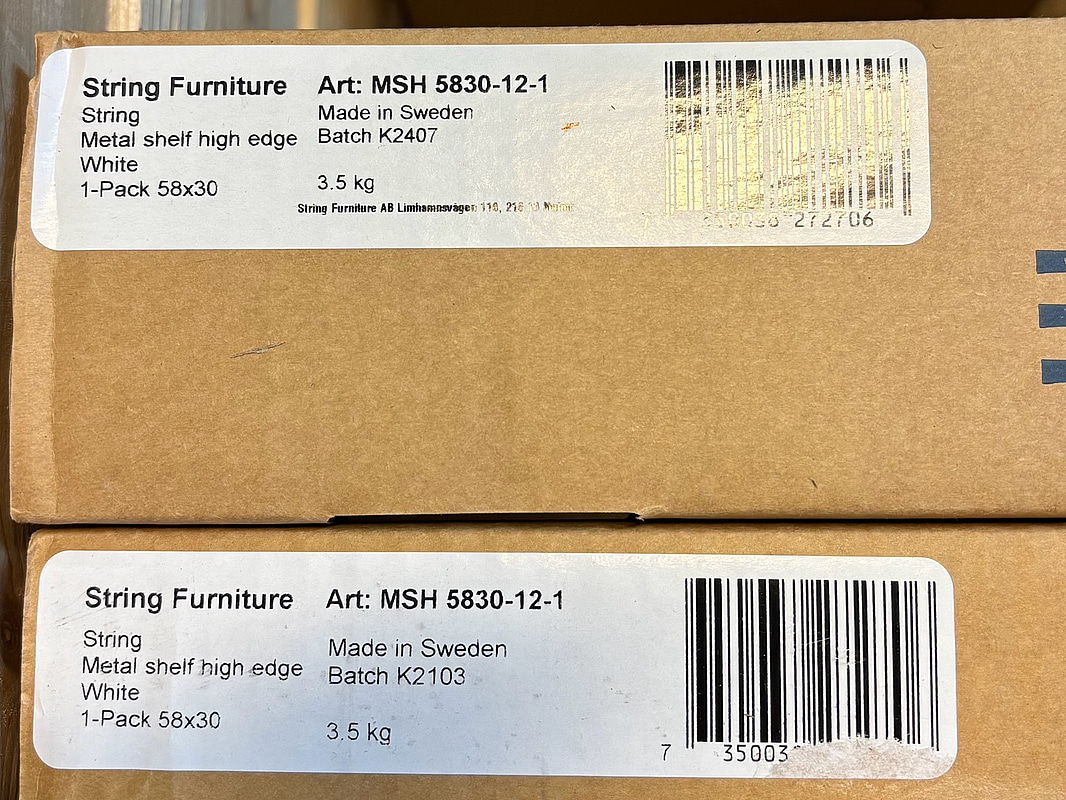 String Furniture
String
Metal shelf high edge
White
1-Pack 58x30
Art: MSH 5830-12-1
Made in Sweden
Batch K2407
3.5 kg
String Furniture AB Limhamnsvägen
272706
String Furniture
String
Metal shelf high edge
White
1-Pack 58x30
Art: MSH 5830-12-1
Made in Sweden
Batch K2103
3.5 kg
7 35003